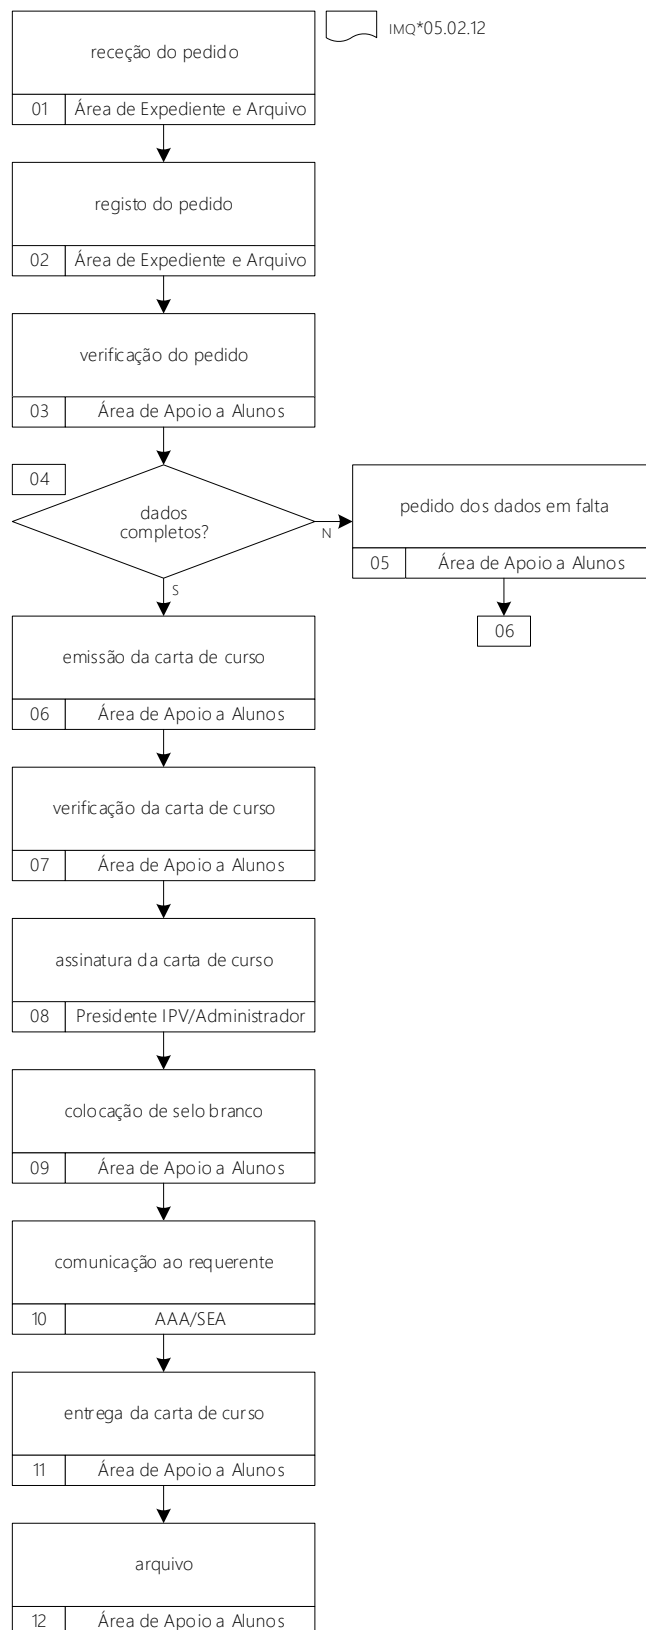 receção do pedido
IMQ*05.02.12
01 Área de Expediente e Arquivo
registo do pedido
02 Área de Expediente e Arquivo
verificação do pedido
03 Área de Apoio a Alunos
04
dados
completos?
N
pedido dos dados em falta
05 Área de Apoio a Alunos
06
S
emissão da carta de curso
06 Área de Apoio a Alunos
verificação da carta de curso
07 Área de Apoio a Alunos
assinatura da carta de curso
08 Presidente IPV/Administrador
colocação de selo branco
09 Área de Apoio a Alunos
comunicação ao requerente
10 AAA/SEA
entrega da carta de curso
11 Área de Apoio a Alunos
arquivo
12 Área de Apoio a Alunos